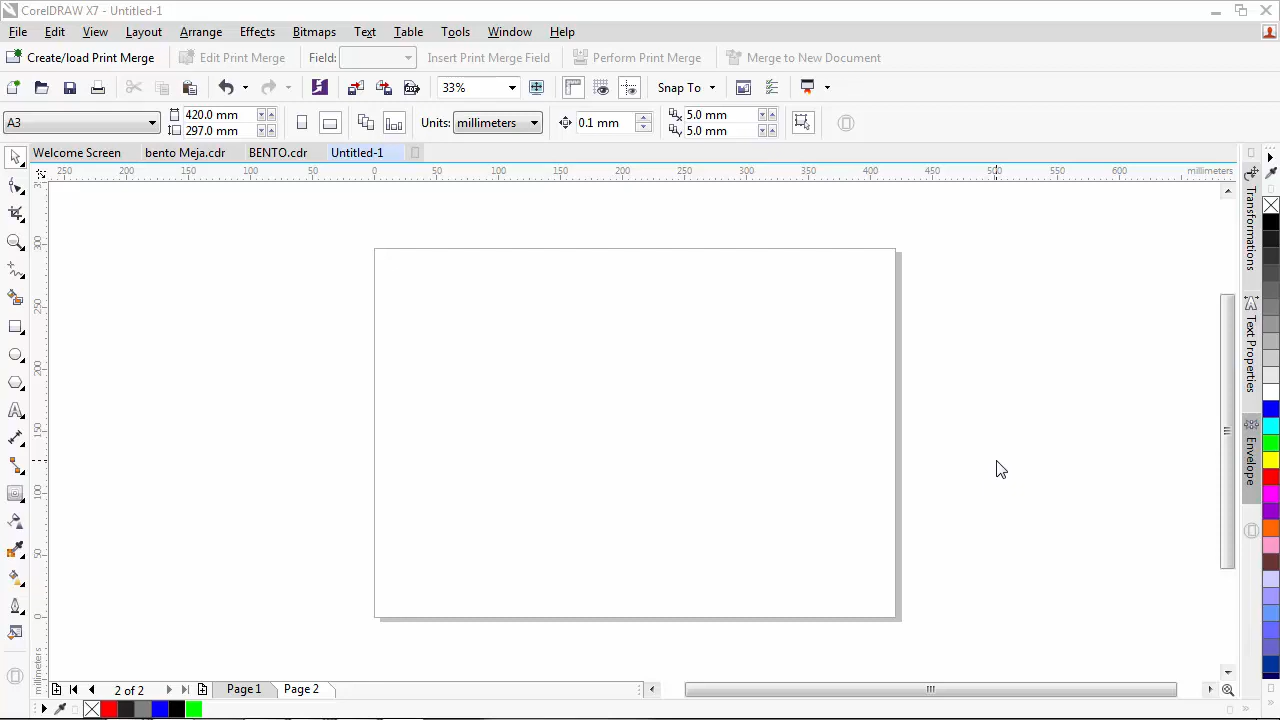 CorelDRAW X7 - Untitled-1
File Edit View Layout Arrange Effects Bitmaps Text Table Tools Window Help
Create/load Print Merge Edit Print Merge Field: Insert Print Merge Field Perform Print Merge Merge to New Document
33% Snap To
A3 420.0 mm 297.0 mm Units: millimeters 0.1 mm 5.0 mm 5.0 mm
Welcome Screen bento Meja.cdr BENTO.cdr Untitled-1
250 200 150 100 50 0 50 100 150 200 250 300 350 400 450 500 550 600 millimeters
300
250
200
150
100
50
0
millimeters
Transformations
Text Properties
Envelope
2 of 2 Page 1 Page 2